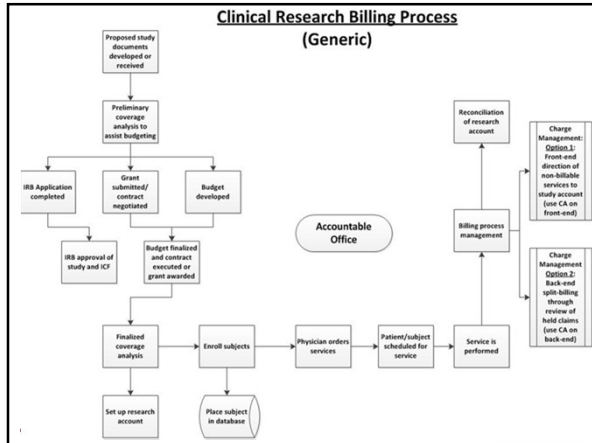 Clinical Research Billing Process
(Generic)
Proposed study
documents
developed or
received
Preliminary
coverage
analysis to
assist budgeting
IRB Application
completed
Grant
submitted/
contract
negotiated
Budget
developed
IRB approval of
study and ICF
Budget finalized
and contract
executed or
grant awarded
Accountable
Office
Reconciliation
of research
account
Charge
Management:
Option 1:
Front-end
direction of
non-billable
services to
study account
(use CA on
front-end)
Billing process
management
Charge
Management
Option 2:
Back-end
split-billing
through
review of
held claims
(use CA on
back-end)
Finalized
coverage
analysis
Enroll subjects
Physician orders
services
Patient/subject
scheduled for
service
Service is
performed
Set up research
account
Place subject
in database